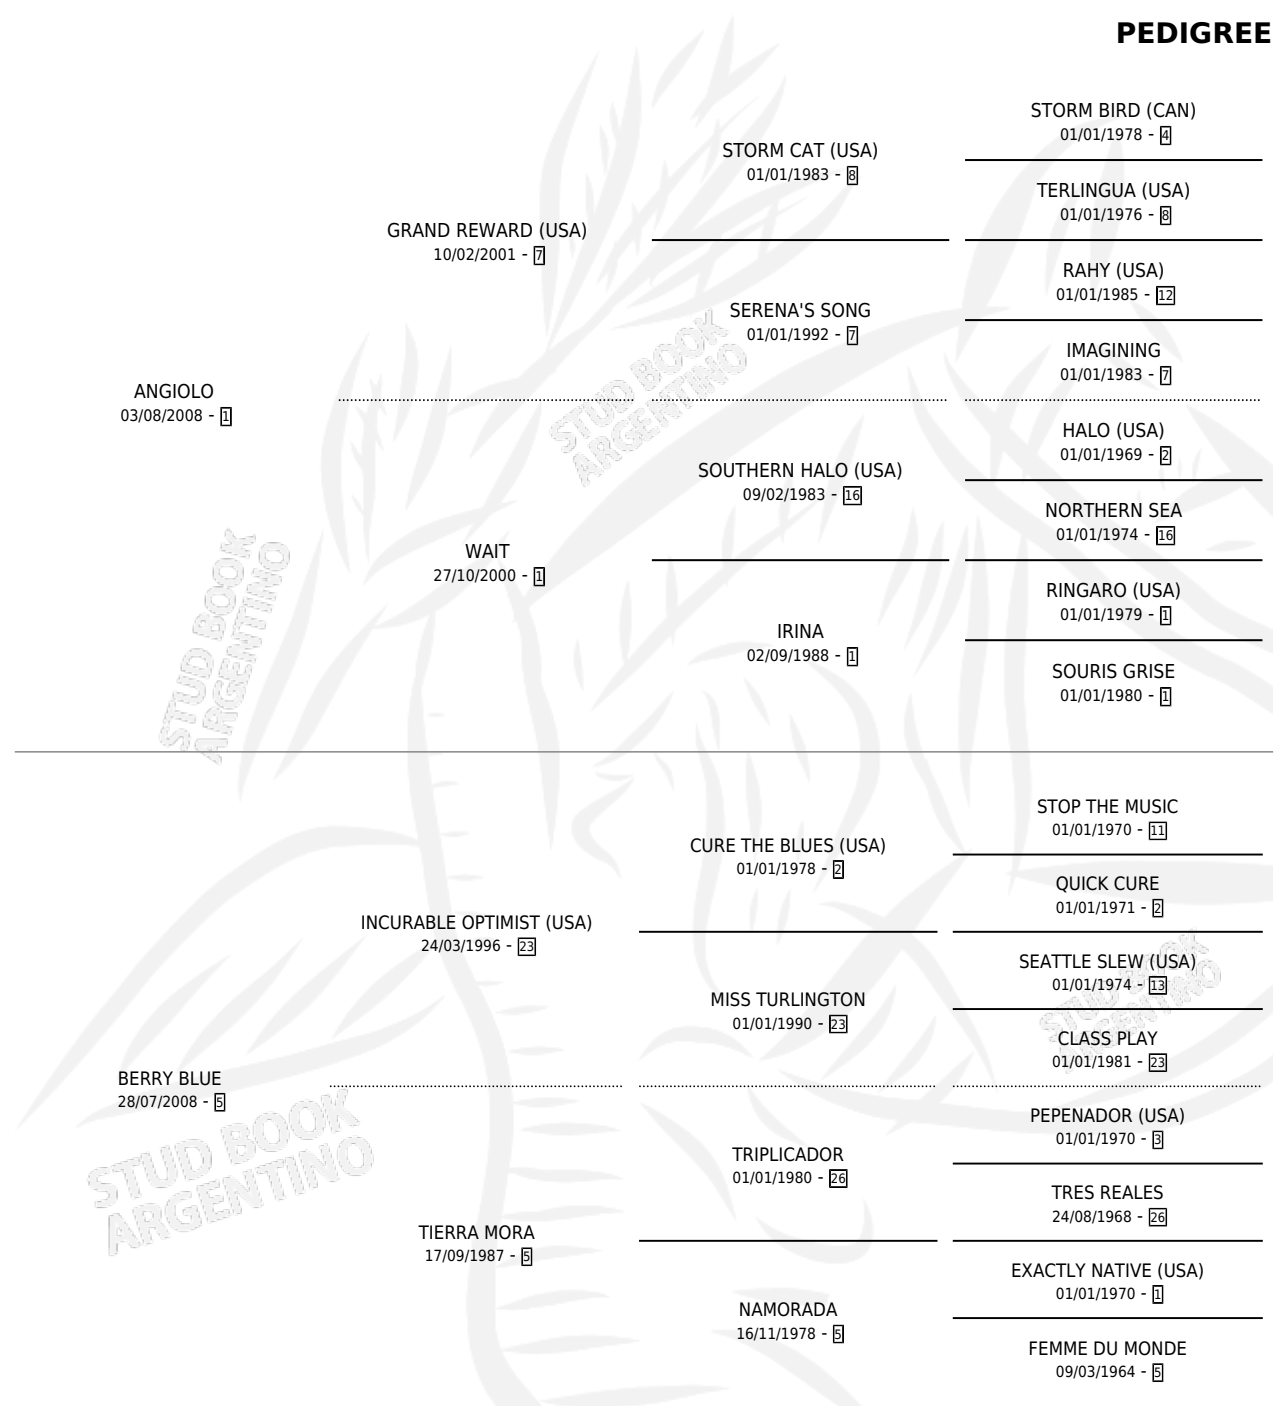 PEDIGREE
STORM BIRD (CAN)
01/01/1978 - 4
STORM CAT (USA)
01/01/1983 - 8
TERLINGUA (USA)
01/01/1976 - 8
GRAND REWARD (USA)
10/02/2001 - 7
RAHY (USA)
01/01/1985 - 12
SERENA'S SONG
01/01/1992 - 7
IMAGINING
01/01/1983 - 7
ANGIOLO
03/08/2008 - 1
HALO (USA)
01/01/1969 - 2
SOUTHERN HALO (USA)
09/02/1983 - 16
NORTHERN SEA
01/01/1974 - 16
WAIT
27/10/2000 - 1
RINGARO (USA)
01/01/1979 - 1
IRINA
02/09/1988 - 1
SOURIS GRISE
01/01/1980 - 1
STOP THE MUSIC
01/01/1970 - 11
CURE THE BLUES (USA)
01/01/1978 - 2
QUICK CURE
01/01/1971 - 2
INCURABLE OPTIMIST (USA)
24/03/1996 - 23
SEATTLE SLEW (USA)
01/01/1974 - 13
MISS TURLINGTON
01/01/1990 - 23
CLASS PLAY
01/01/1981 - 23
BERRY BLUE
28/07/2008 - 5
PEPENADOR (USA)
01/01/1970 - 3
TRIPLICADOR
01/01/1980 - 26
TRES REALES
24/08/1968 - 26
TIERRA MORA
17/09/1987 - 5
EXACTLY NATIVE (USA)
01/01/1970 - 1
NAMORADA
16/11/1978 - 5
FEMME DU MONDE
09/03/1964 - 5
STUD BOOK
ARGENTINO
STUD BOOK
ARGENTINO
STUD BOOK
ARGENTINO
STUD BOOK
ARGENTINO